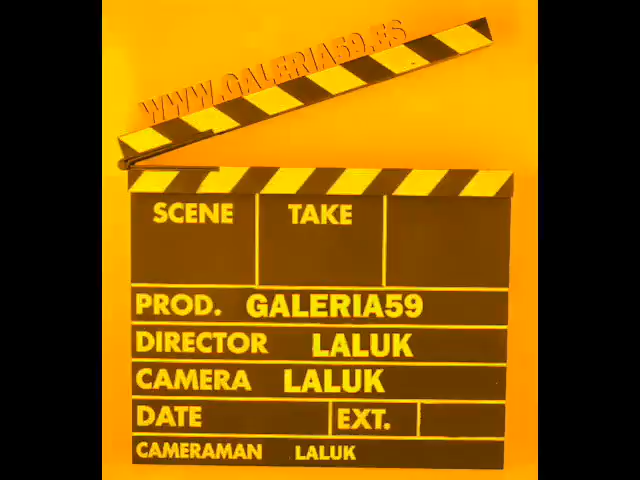 WWW.GALERIA59.ES
SCENE TAKE
PROD. GALERIA59
DIRECTOR LALUK
CAMERA LALUK
DATE EXT.
CAMERAMAN LALUK